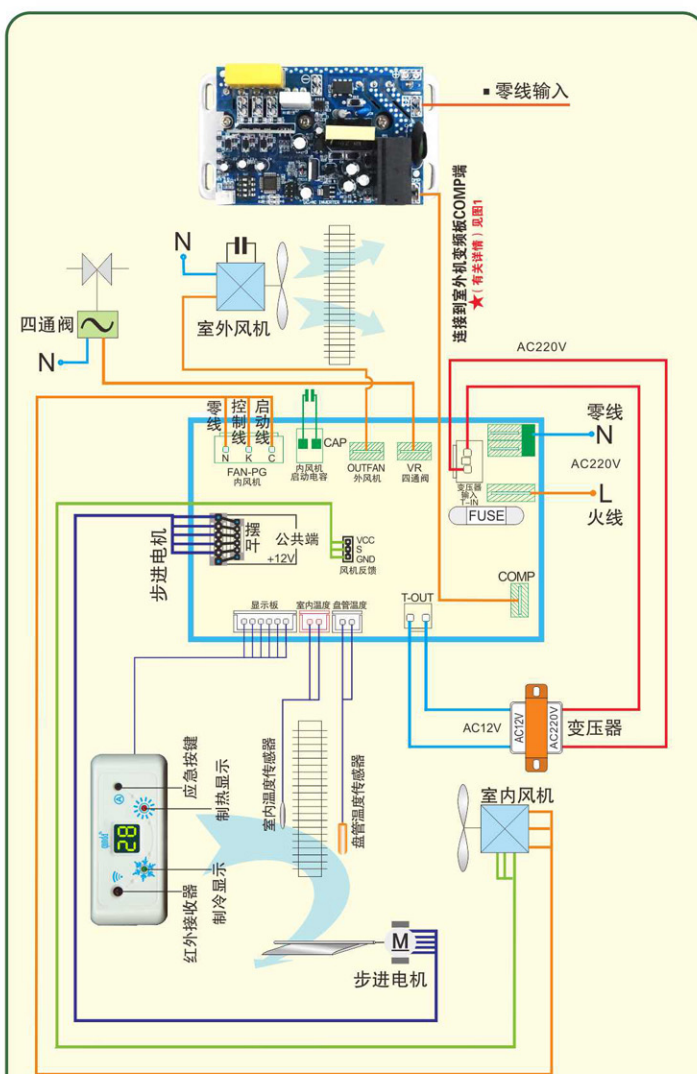 零线输入
连接到室外机变频板COMP端
★(有关详情)见图1
N
室外风机
四通阀
N
AC220V
零线
控制线
启动线
N K C
FAN-PG
内风机
CAP
内风机
启动电容
OUTFAN
外风机
VR
四通阀
变压器
输入
T-IN
FUSE
零线
N
AC220V
L
火线
步进电机
摆叶
公共端
+12V
VCC
S
GND
风机反馈
COMP
显示板
室内温度
盘管温度
T-OUT
AC12V
AC12V
AC220V
变压器
应急按键
制热显示
28
制冷显示
红外接收器
室内温度传感器
盘管温度传感器
室内风机
M
步进电机